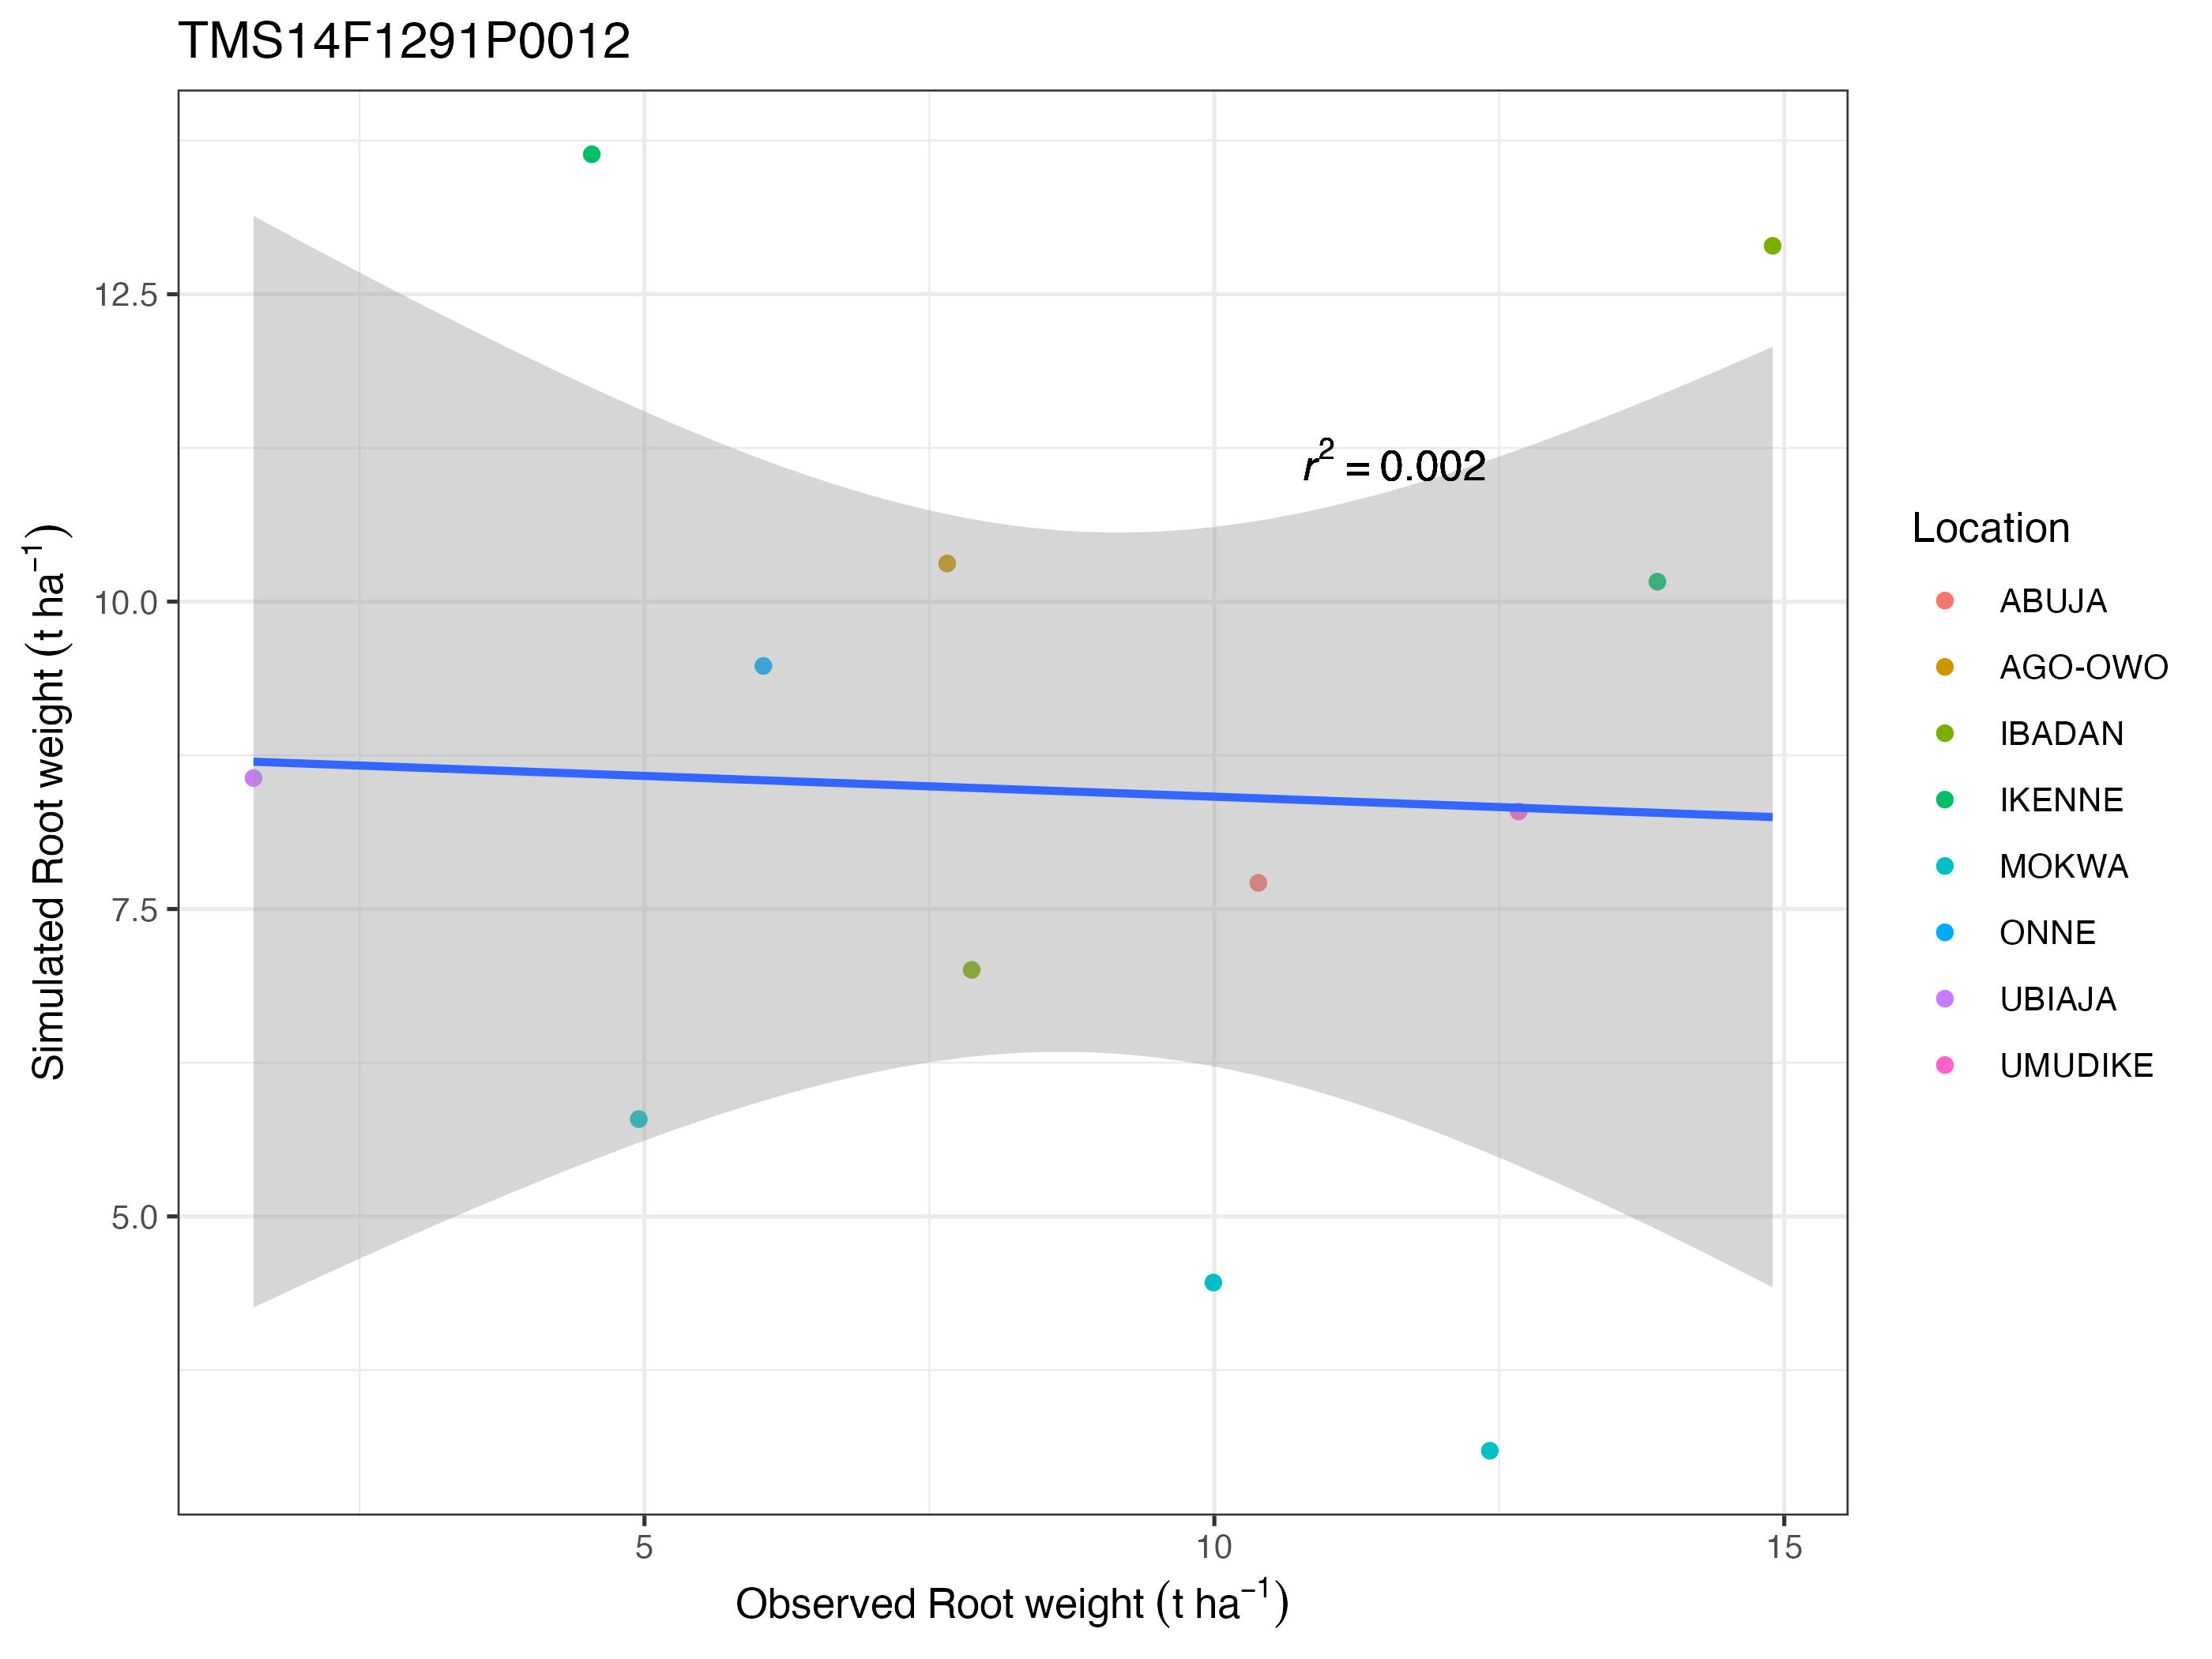 TMS14F1291P0012
r² = 0.002
12.5
10.0
7.5
5.0
Simulated Root weight (t ha⁻¹)
5 10 15
Observed Root weight (t ha⁻¹)
Location
ABUJA
AGO-OWO
IBADAN
IKENNE
MOKWA
ONNE
UBIAJA
UMUDIKE